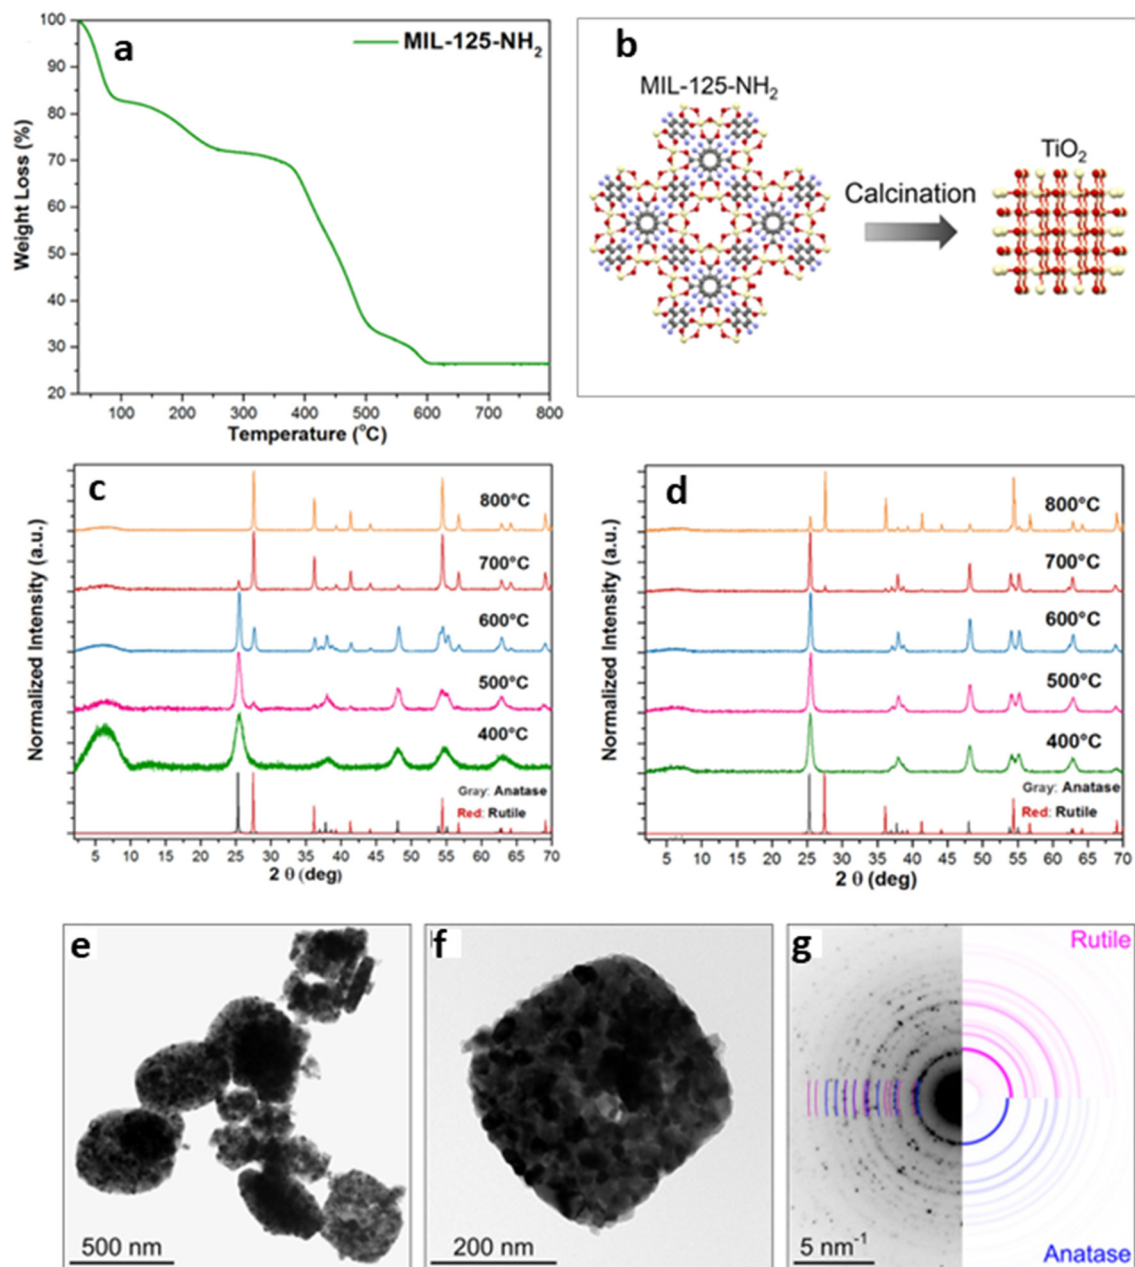 a
MIL-125-NH2
100
90
80
70
60
50
40
30
20
Weight Loss (%)
100 200 300 400 500 600 700 800
Temperature (°C)
b
MIL-125-NH2
Calcination
TiO2
c
Normalized Intensity (a.u.)
800°C
700°C
600°C
500°C
400°C
Gray: Anatase
Red: Rutile
5 10 15 20 25 30 35 40 45 50 55 60 65 70
2 θ (deg)
d
Normalized Intensity (a.u.)
800°C
700°C
600°C
500°C
400°C
Gray: Anatase
Red: Rutile
5 10 15 20 25 30 35 40 45 50 55 60 65 70
2 θ (deg)
e
500 nm
f
200 nm
g
Rutile
5 nm-1
Anatase